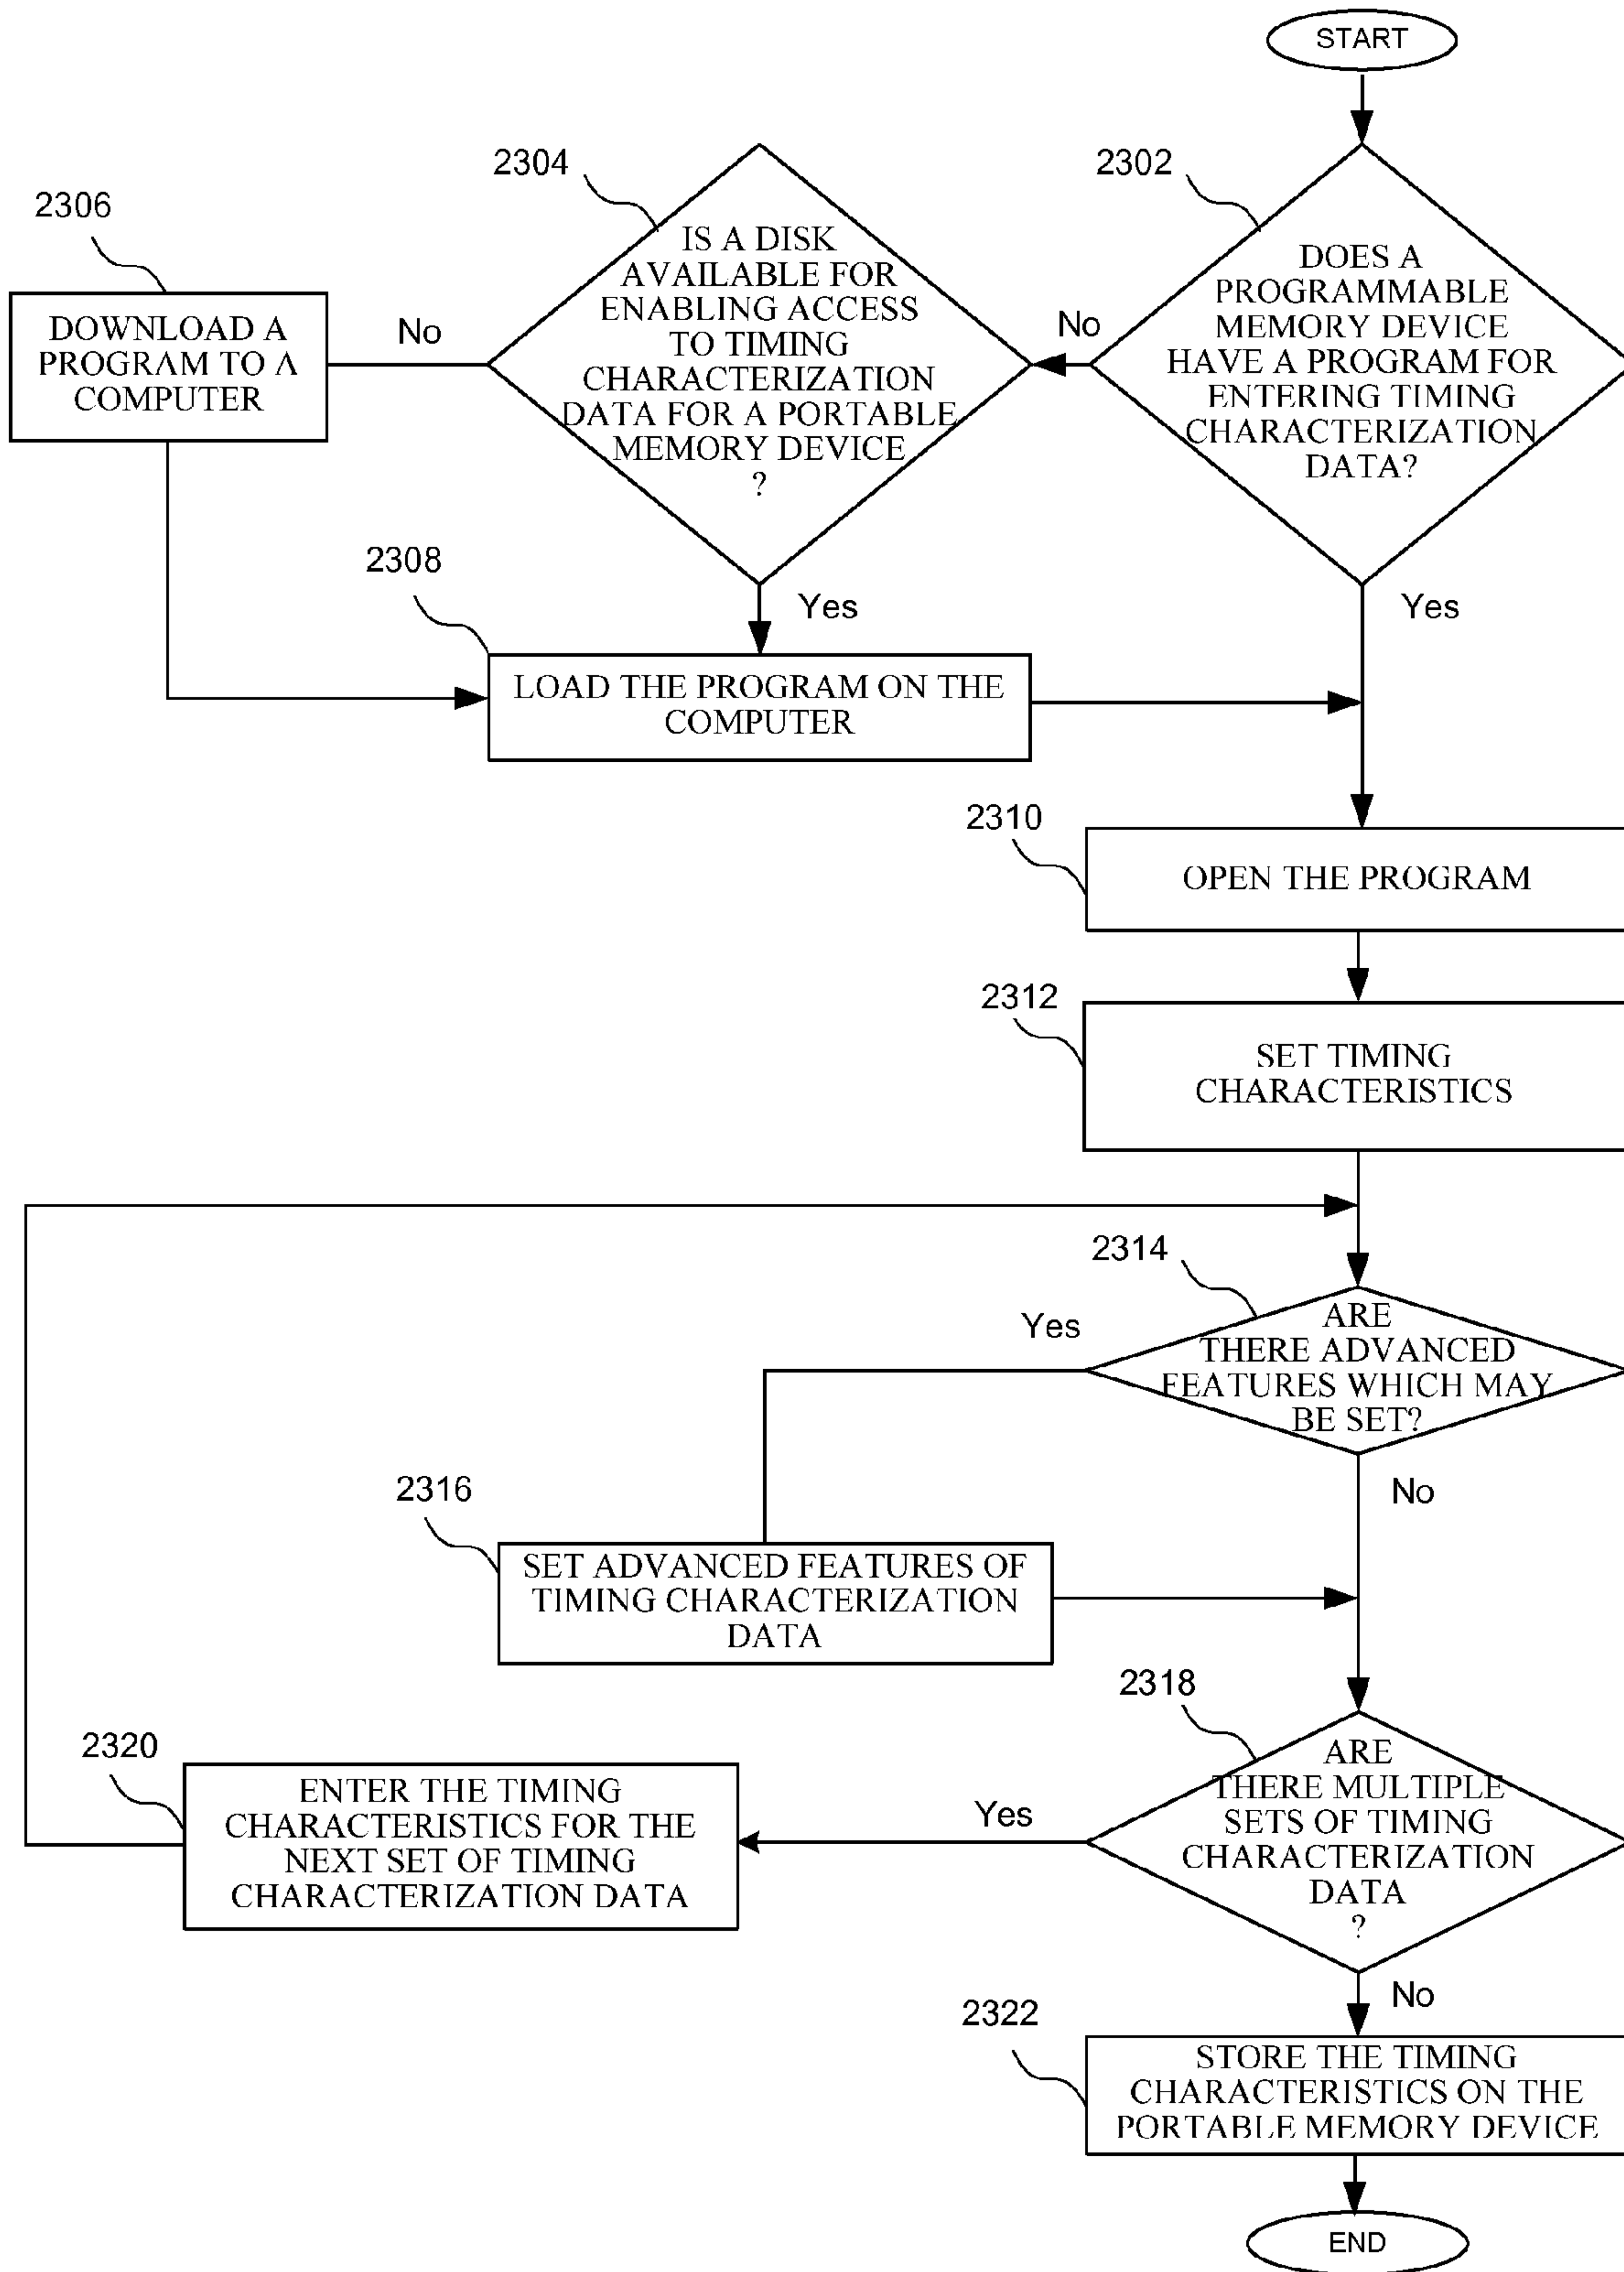 START
2302
DOES A
PROGRAMMABLE
MEMORY DEVICE
HAVE A PROGRAM FOR
ENTERING TIMING
CHARACTERIZATION
DATA?
No
Yes
2304
IS A DISK
AVAILABLE FOR
ENABLING ACCESS
TO TIMING
CHARACTERIZATION
DATA FOR A PORTABLE
MEMORY DEVICE
?
No
Yes
2306
DOWNLOAD A
PROGRAM TO A
COMPUTER
2308
LOAD THE PROGRAM ON THE
COMPUTER
2310
OPEN THE PROGRAM
2312
SET TIMING
CHARACTERISTICS
2314
ARE
THERE ADVANCED
FEATURES WHICH MAY
BE SET?
Yes
No
2316
SET ADVANCED FEATURES OF
TIMING CHARACTERIZATION
DATA
2318
ARE
THERE MULTIPLE
SETS OF TIMING
CHARACTERIZATION
DATA
?
Yes
No
2320
ENTER THE TIMING
CHARACTERISTICS FOR THE
NEXT SET OF TIMING
CHARACTERIZATION DATA
2322
STORE THE TIMING
CHARACTERISTICS ON THE
PORTABLE MEMORY DEVICE
END